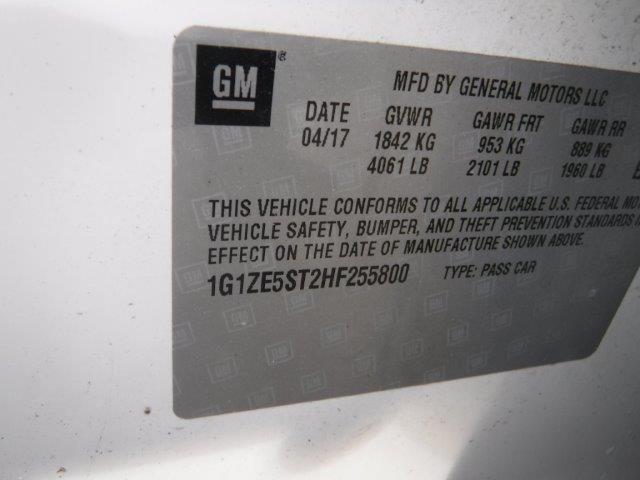 GM ®
MFD BY GENERAL MOTORS LLC
DATE GVWR GAWR FRT GAWR RR
04/17 1842 KG 953 KG 889 KG
4061 LB 2101 LB 1960 LB
THIS VEHICLE CONFORMS TO ALL APPLICABLE U.S. FEDERAL
VEHICLE SAFETY, BUMPER, AND THEFT PREVENTION STANDARDS
EFFECT ON THE DATE OF MANUFACTURE SHOWN ABOVE.
1G1ZE5ST2HF255800 TYPE: PASS CAR